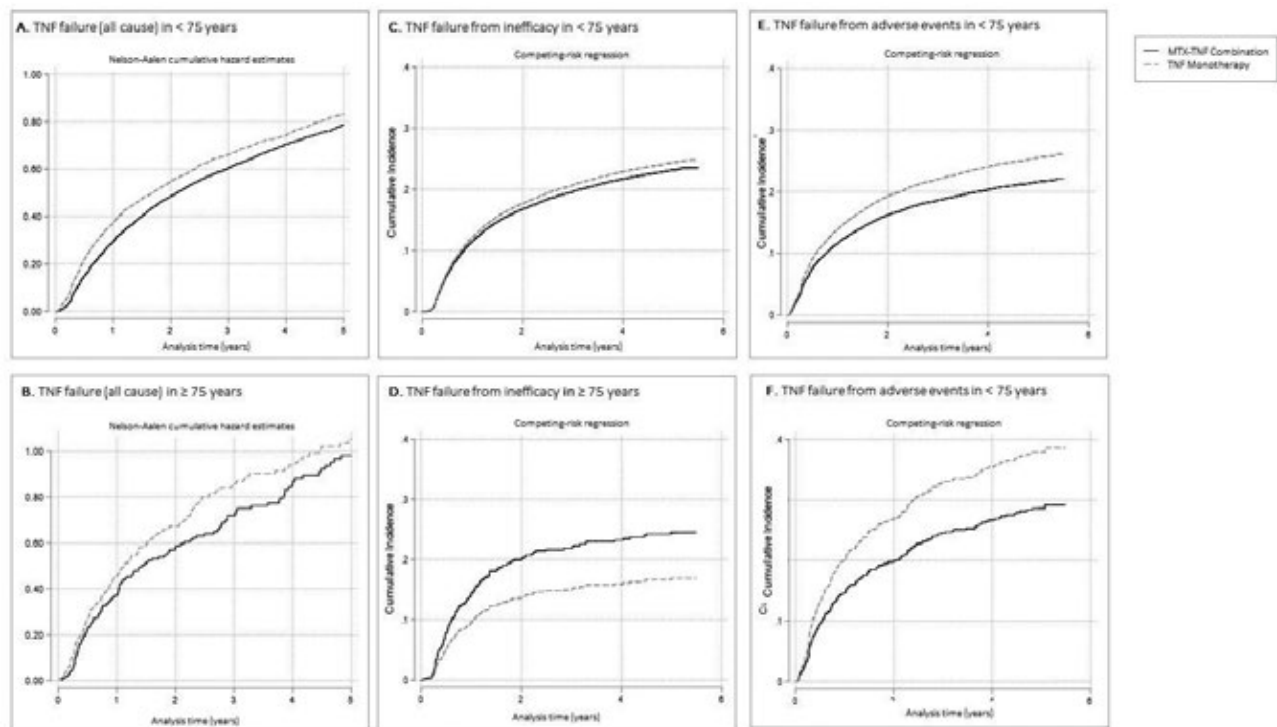 A. TNF failure (all cause) in < 75 years
Nelson-Aalen cumulative hazard estimates
1.00
0.80
0.60
0.40
0.20
0.00
0 1 2 3 4 5
Analysis time (years)
C. TNF failure from inefficacy in < 75 years
Competing-risk regression
Cumulative Incidence
.4
.3
.2
.1
0
0 2 4 6
Analysis time (years)
E. TNF failure from adverse events in < 75 years
Competing-risk regression
Cumulative Incidence
.4
.3
.2
.1
0
0 2 4 6
Analysis time (years)
MTX-TNF Combination
TNF Monotherapy
B. TNF failure (all cause) in ≥ 75 years
Nelson-Aalen cumulative hazard estimates
1.00
0.80
0.60
0.40
0.20
0.00
0 1 2 3 4 5
Analysis time (years)
D. TNF failure from inefficacy in ≥ 75 years
Competing-risk regression
Cumulative Incidence
.4
.3
.2
.1
0
0 2 4 6
Analysis time (years)
F. TNF failure from adverse events in < 75 years
Competing-risk regression
Cumulative Incidence
.4
.1
0
0 4 6
Analysis time (years)